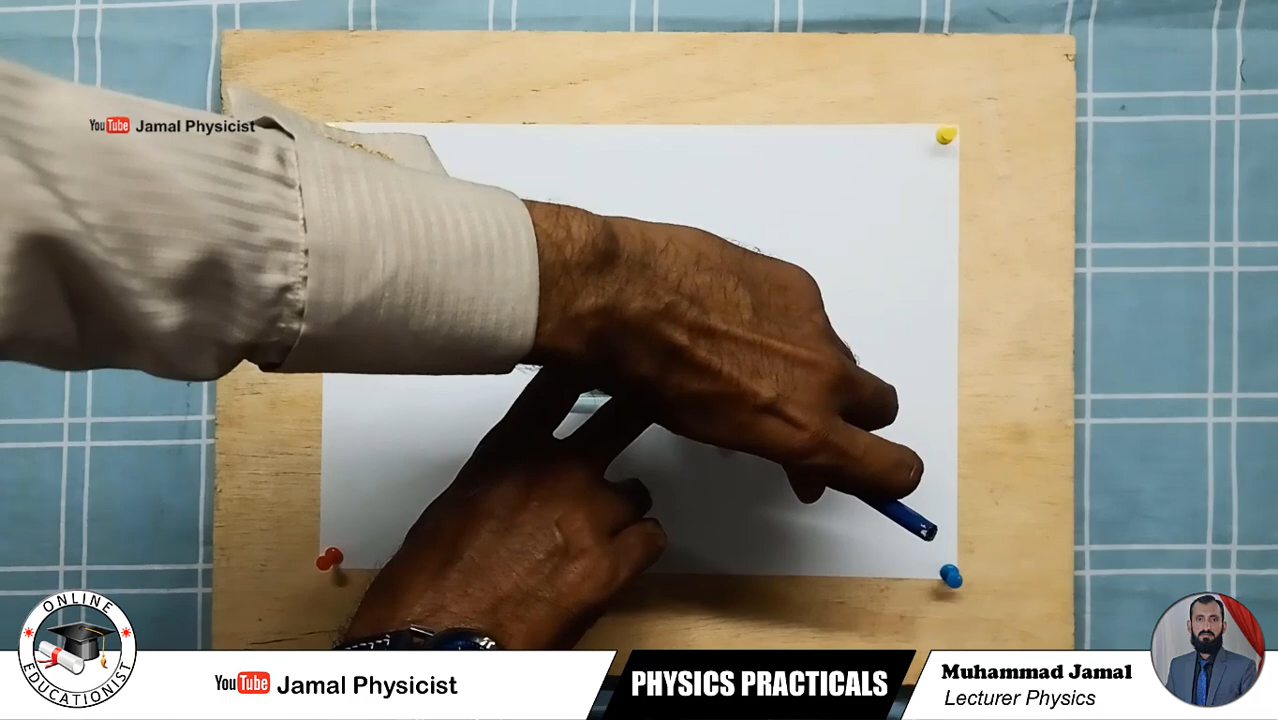 YouTube Jamal Physicist
ONLINE
EDUCATIONIST
YouTube Jamal Physicist
PHYSICS PRACTICALS
Muhammad Jamal
Lecturer Physics